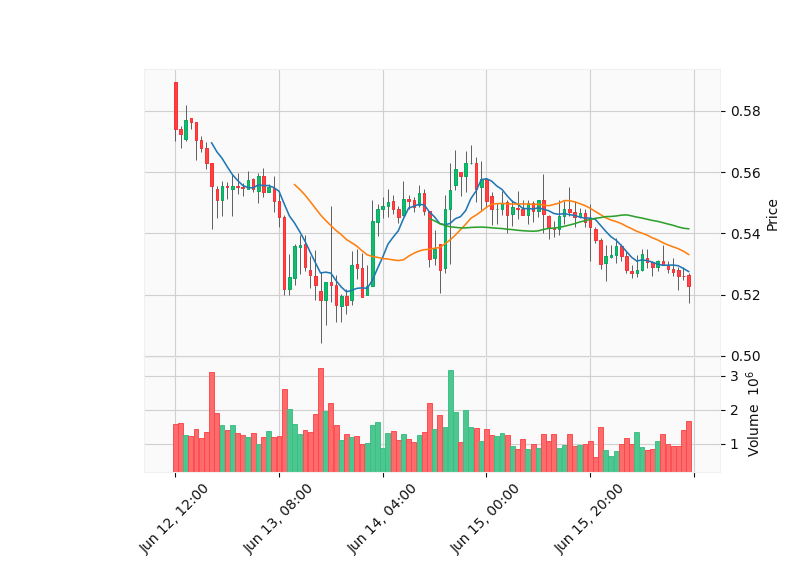 0.58
0.56
0.54
0.52
0.50
Price
3
2
1
Volume 10^6
Jun 12, 12:00
Jun 13, 08:00
Jun 14, 04:00
Jun 15, 00:00
Jun 15, 20:00